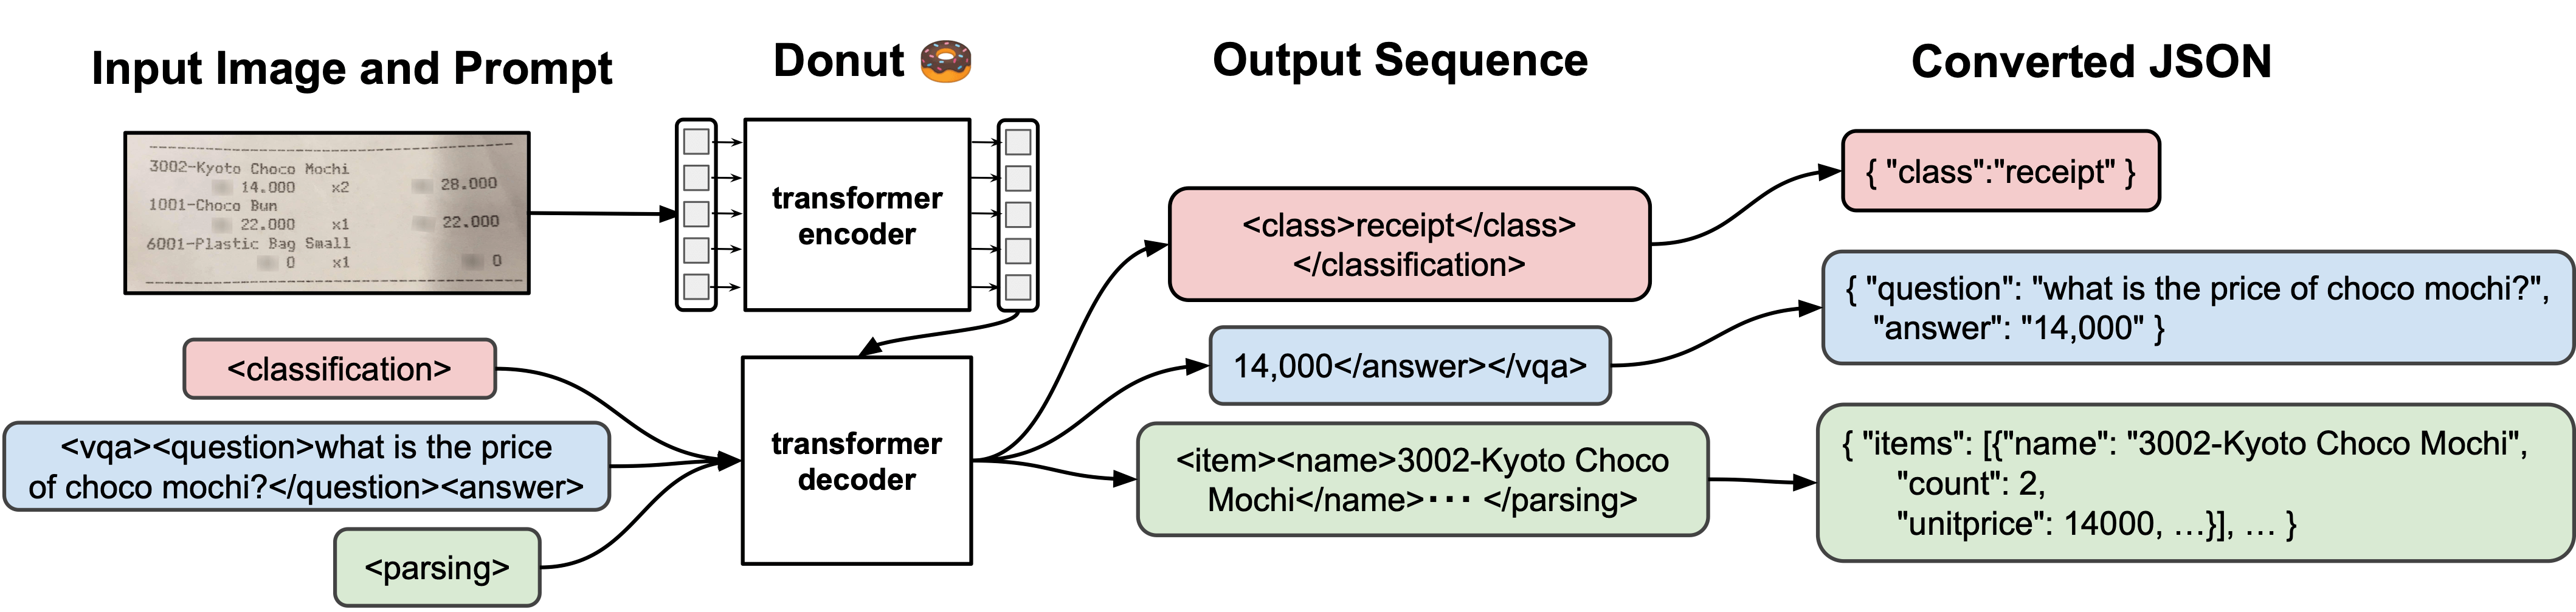 Input Image and Prompt
Donut
Output Sequence
Converted JSON
3002-Kyoto Choco Mochi
14.000 x2 28.000
1001-Choco Bun
22.000 x1 22.000
6001-Plastic Bag Small
0 x1 0
<classification>
<vqa><question>what is the price
of choco mochi?</question><answer>
<parsing>
transformer
encoder
transformer
decoder
<class>receipt</class>
</classification>
14,000</answer></vqa>
<item><name>3002-Kyoto Choco
Mochi</name>··· </parsing>
{ "class":"receipt" }
{ "question": "what is the price of choco mochi?",
"answer": "14,000" }
{ "items": [{"name": "3002-Kyoto Choco Mochi",
"count": 2,
"unitprice": 14000, …}], … }